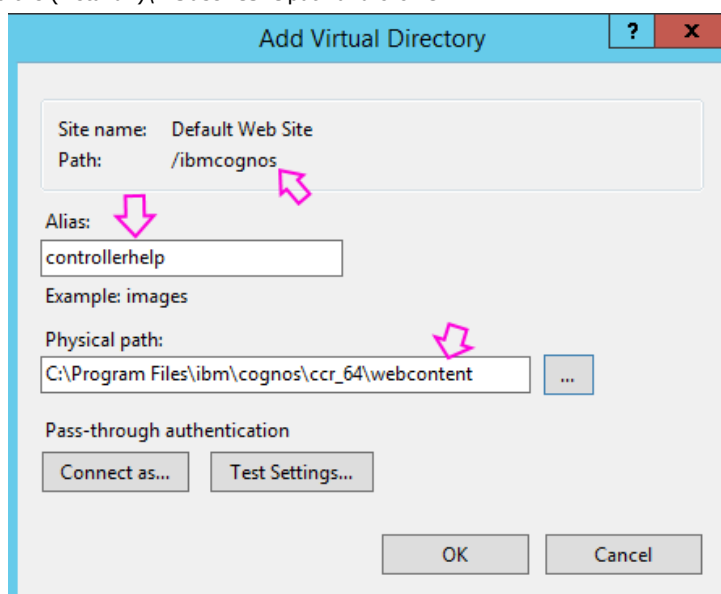 Add Virtual Directory
? x
Site name: Default Web Site
Path: /ibmcognos
Alias:
controllerhelp
Example: images
Physical path:
C:\Program Files\ibm\cognos\ccr_64\webcontent ...
Pass-through authentication
Connect as... Test Settings...
OK Cancel